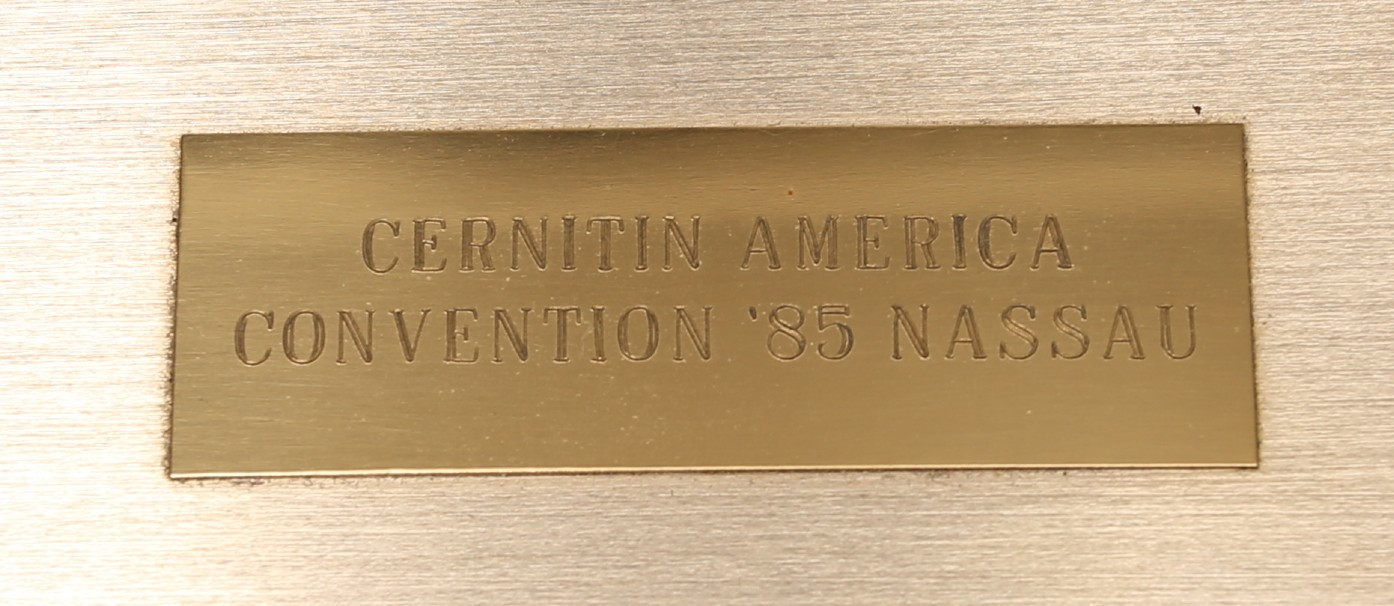 CERNITIN AMERICA
CONVENTION '85 NASSAU